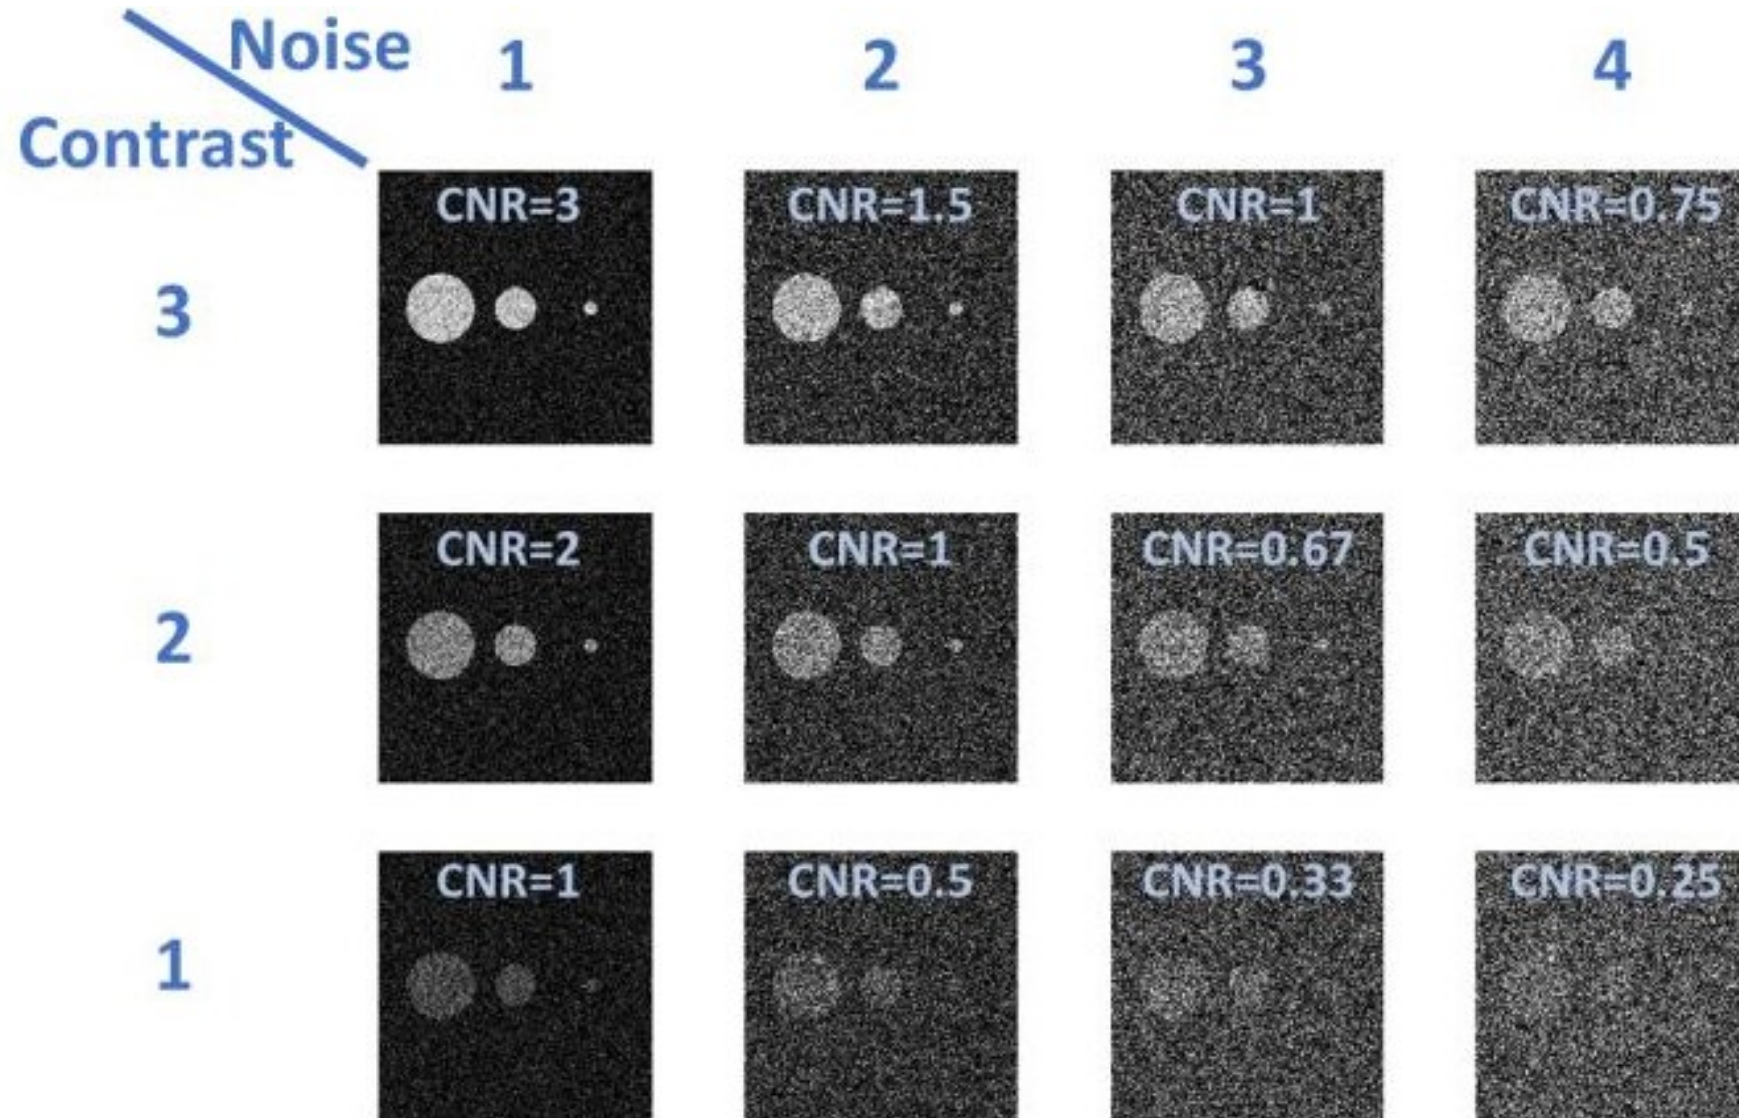 Noise 1 2 3 4
Contrast
CNR=3 CNR=1.5 CNR=1 CNR=0.75
3
CNR=2 CNR=1 CNR=0.67 CNR=0.5
2
CNR=1 CNR=0.5 CNR=0.33 CNR=0.25
1